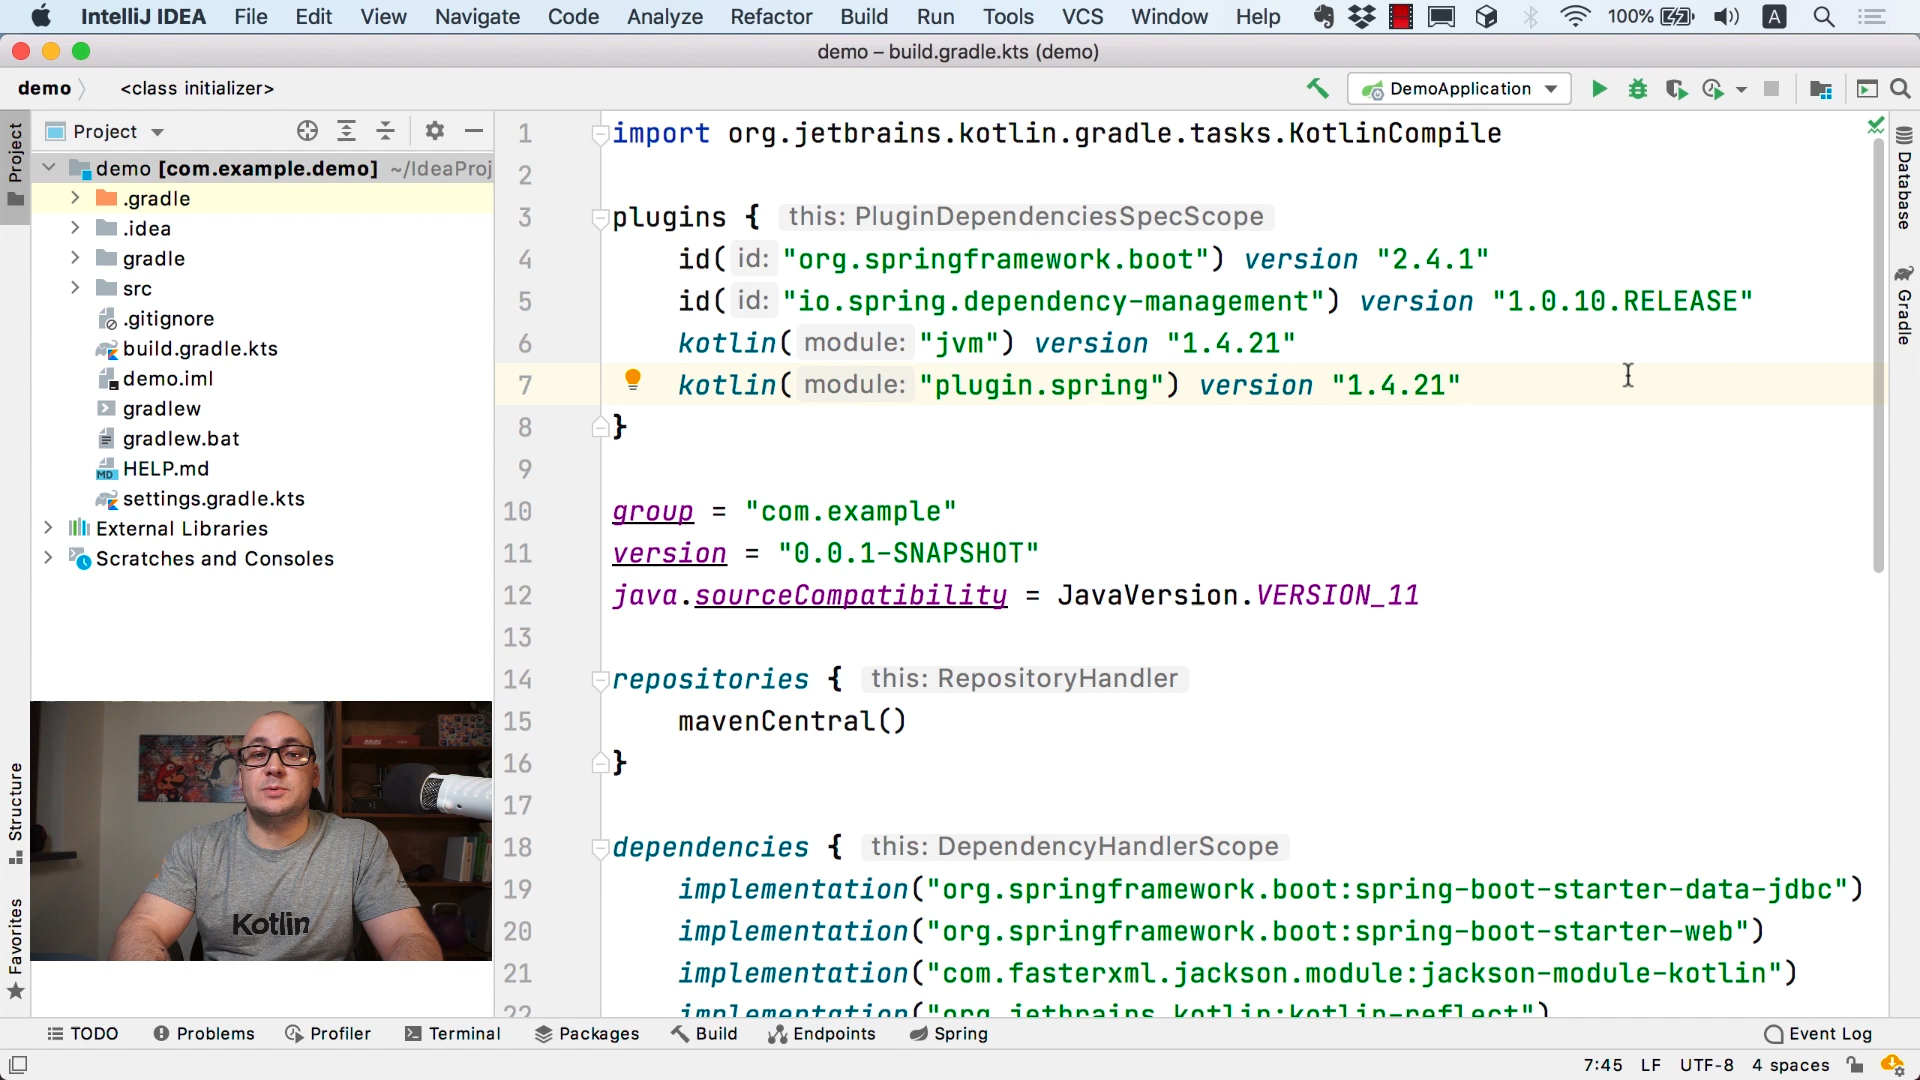 IntelliJ IDEA File Edit View Navigate Code Analyze Refactor Build Run Tools VCS Window Help 100% A
demo – build.gradle.kts (demo)
demo <class initializer> DemoApplication
Project
Project
demo [com.example.demo] ~/IdeaProj
.gradle
.idea
gradle
src
.gitignore
build.gradle.kts
demo.iml
gradlew
gradlew.bat
MD HELP.md
settings.gradle.kts
External Libraries
Scratches and Consoles
Structure
Favorites
Kotlin
1 import org.jetbrains.kotlin.gradle.tasks.KotlinCompile
2
3 plugins { this: PluginDependenciesSpecScope
4 id( id: "org.springframework.boot") version "2.4.1"
5 id( id: "io.spring.dependency-management") version "1.0.10.RELEASE"
6 kotlin( module: "jvm") version "1.4.21"
7 kotlin( module: "plugin.spring") version "1.4.21"
8 }
9
10 group = "com.example"
11 version = "0.0.1-SNAPSHOT"
12 java.sourceCompatibility = JavaVersion.VERSION_11
13
14 repositories { this: RepositoryHandler
15 mavenCentral()
16 }
17
18 dependencies { this: DependencyHandlerScope
19 implementation("org.springframework.boot:spring-boot-starter-data-jdbc")
20 implementation("org.springframework.boot:spring-boot-starter-web")
21 implementation("com.fasterxml.jackson.module:jackson-module-kotlin")
22 implementation("org.jetbrains.kotlin:kotlin-reflect")
Database
Gradle
TODO Problems Profiler Terminal Packages Build Endpoints Spring Event Log
7:45 LF UTF-8 4 spaces